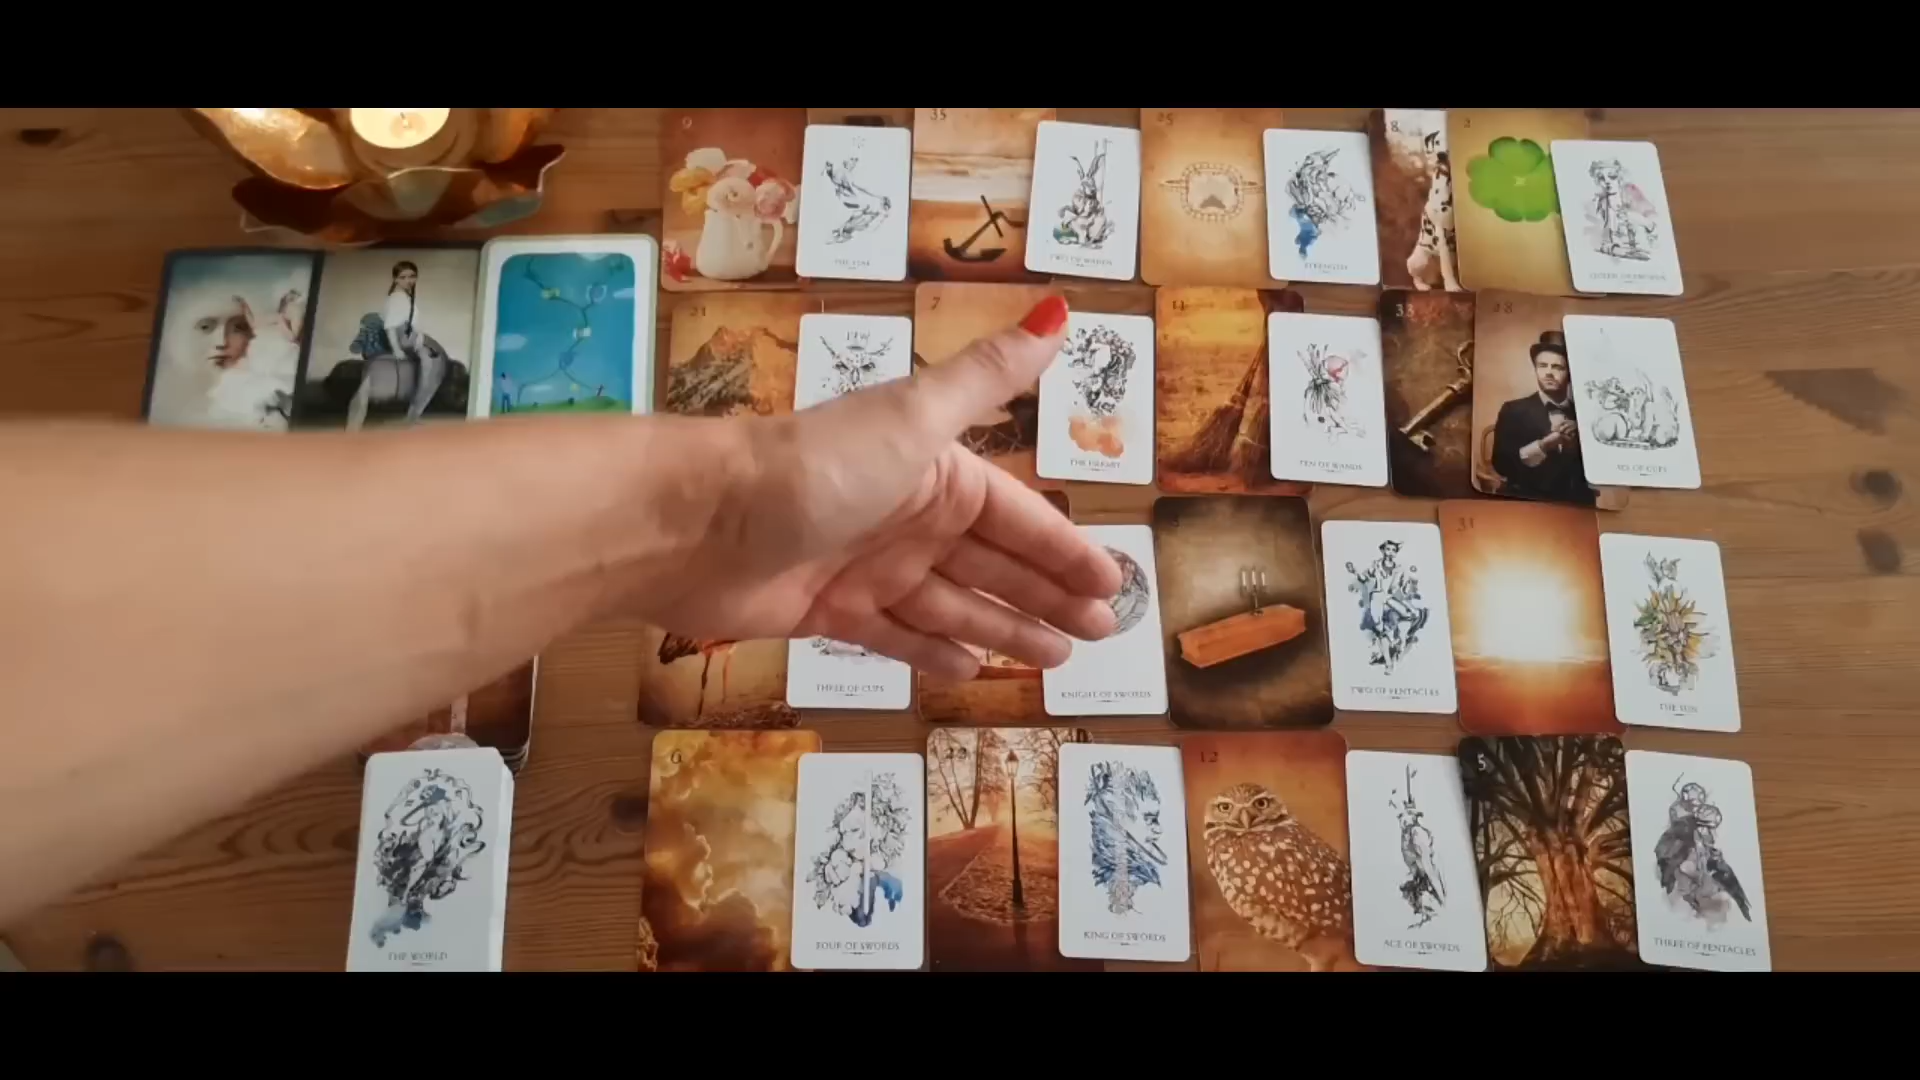 9
35
25
8
2
THE STAR
TWO OF WANDS
STRENGTH
QUEEN OF SWORDS
21
7
11
33
28
THE HERMIT
TEN OF WANDS
SIX OF CUPS
31
THREE OF CUPS
KNIGHT OF SWORDS
TWO OF PENTACLES
THE SUN
6
12
5
FOUR OF SWORDS
KING OF SWORDS
ACE OF SWORDS
THREE OF PENTACLES
THE WORLD